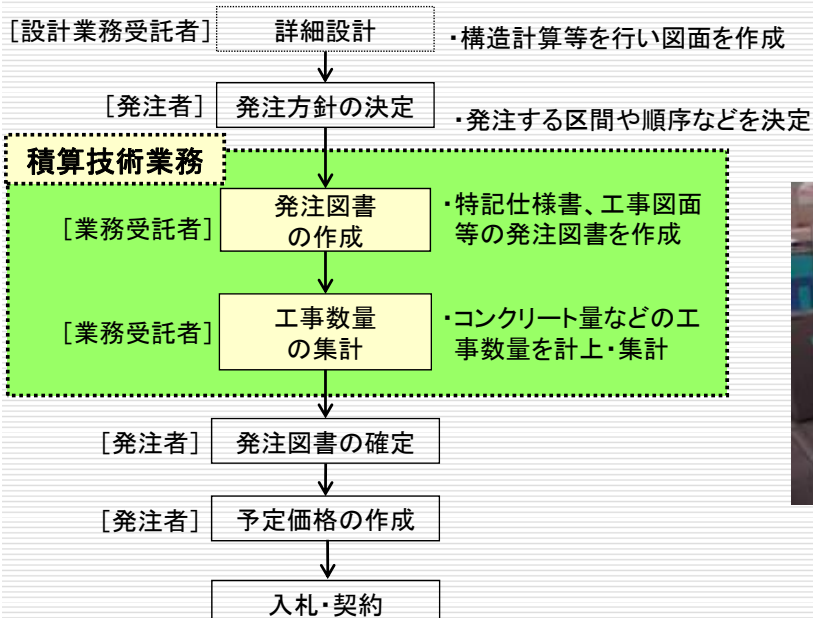 [設計業務受託者]
詳細設計
・構造計算等を行い図面を作成
[発注者]
発注方針の決定
・発注する区間や順序などを決定
積算技術業務
[業務受託者]
発注図書
の作成
・特記仕様書、工事図面
等の発注図書を作成
[業務受託者]
工事数量
の集計
・コンクリート量などの工
事数量を計上・集計
[発注者]
発注図書の確定
[発注者]
予定価格の作成
入札・契約